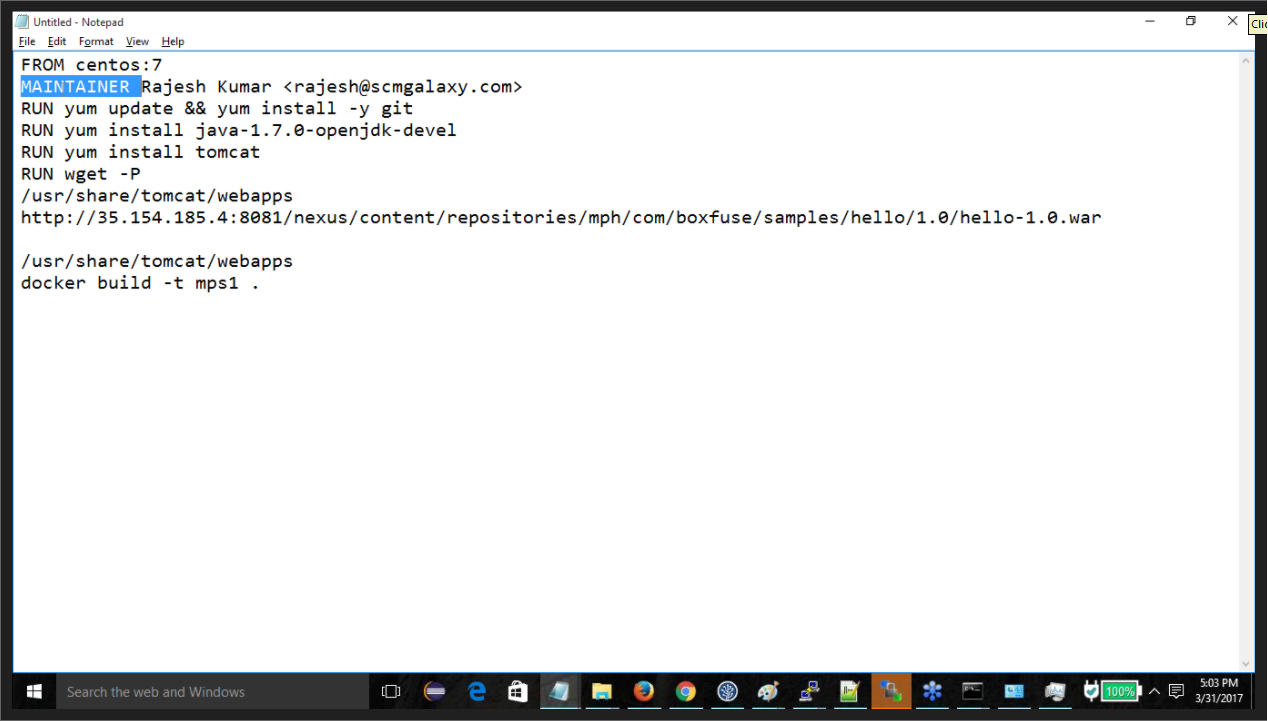 Untitled - Notepad
Clic
File Edit Format View Help
FROM centos:7
MAINTAINER Rajesh Kumar <rajesh@scmgalaxy.com>
RUN yum update && yum install -y git
RUN yum install java-1.7.0-openjdk-devel
RUN yum install tomcat
RUN wget -P
/usr/share/tomcat/webapps
http://35.154.185.4:8081/nexus/content/repositories/mph/com/boxfuse/samples/hello/1.0/hello-1.0.war
/usr/share/tomcat/webapps
docker build -t mps1 .
Search the web and Windows
100%
5:03 PM
3/31/2017